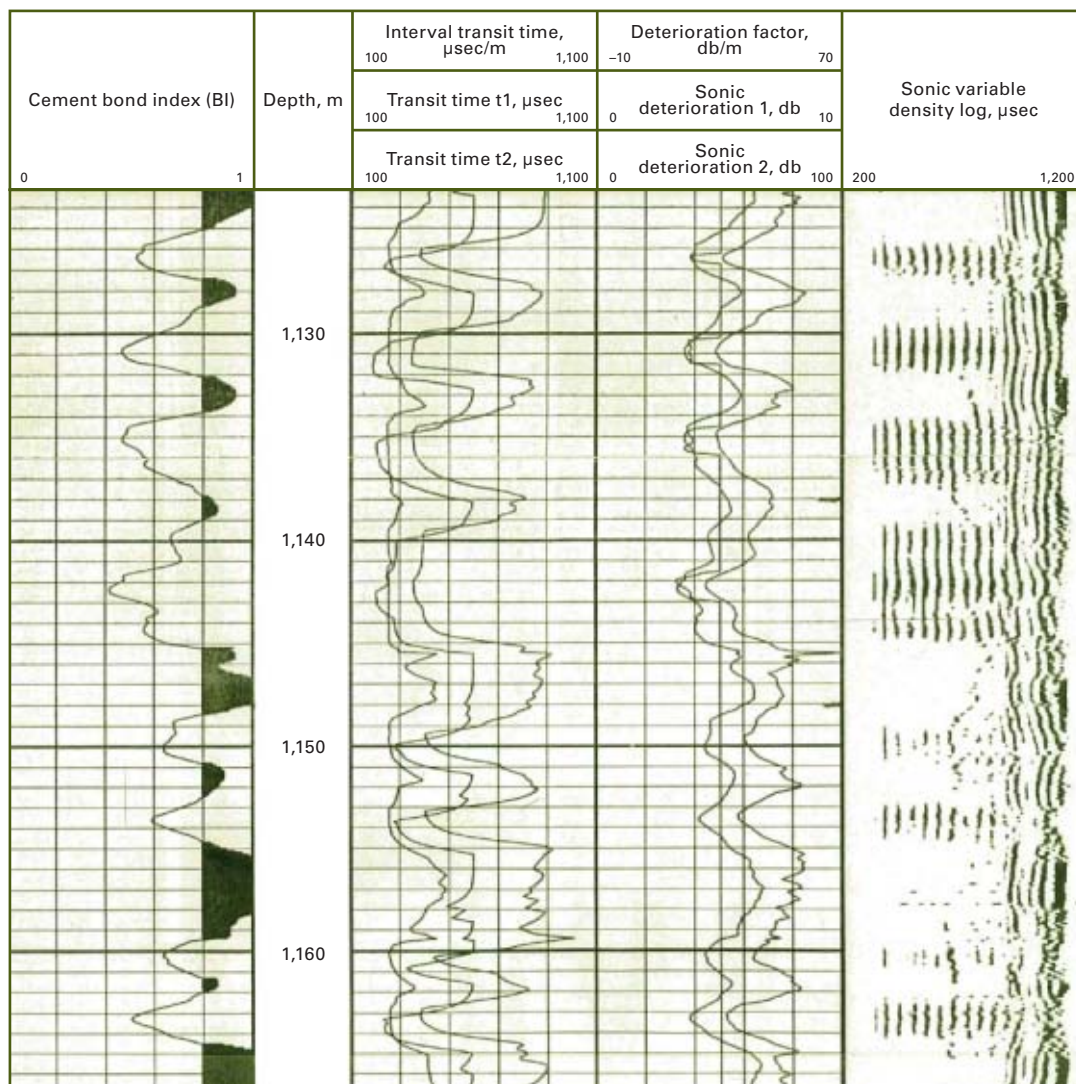 Cement bond index (BI)
0 1
Depth, m
Interval transit time,
µsec/m
100 1,100
Transit time t1, µsec
100 1,100
Transit time t2, µsec
100 1,100
Deterioration factor,
db/m
–10 70
Sonic
deterioration 1, db
0 10
Sonic
deterioration 2, db
0 100
Sonic variable
density log, µsec
200 1,200
1,130
1,140
1,150
1,160